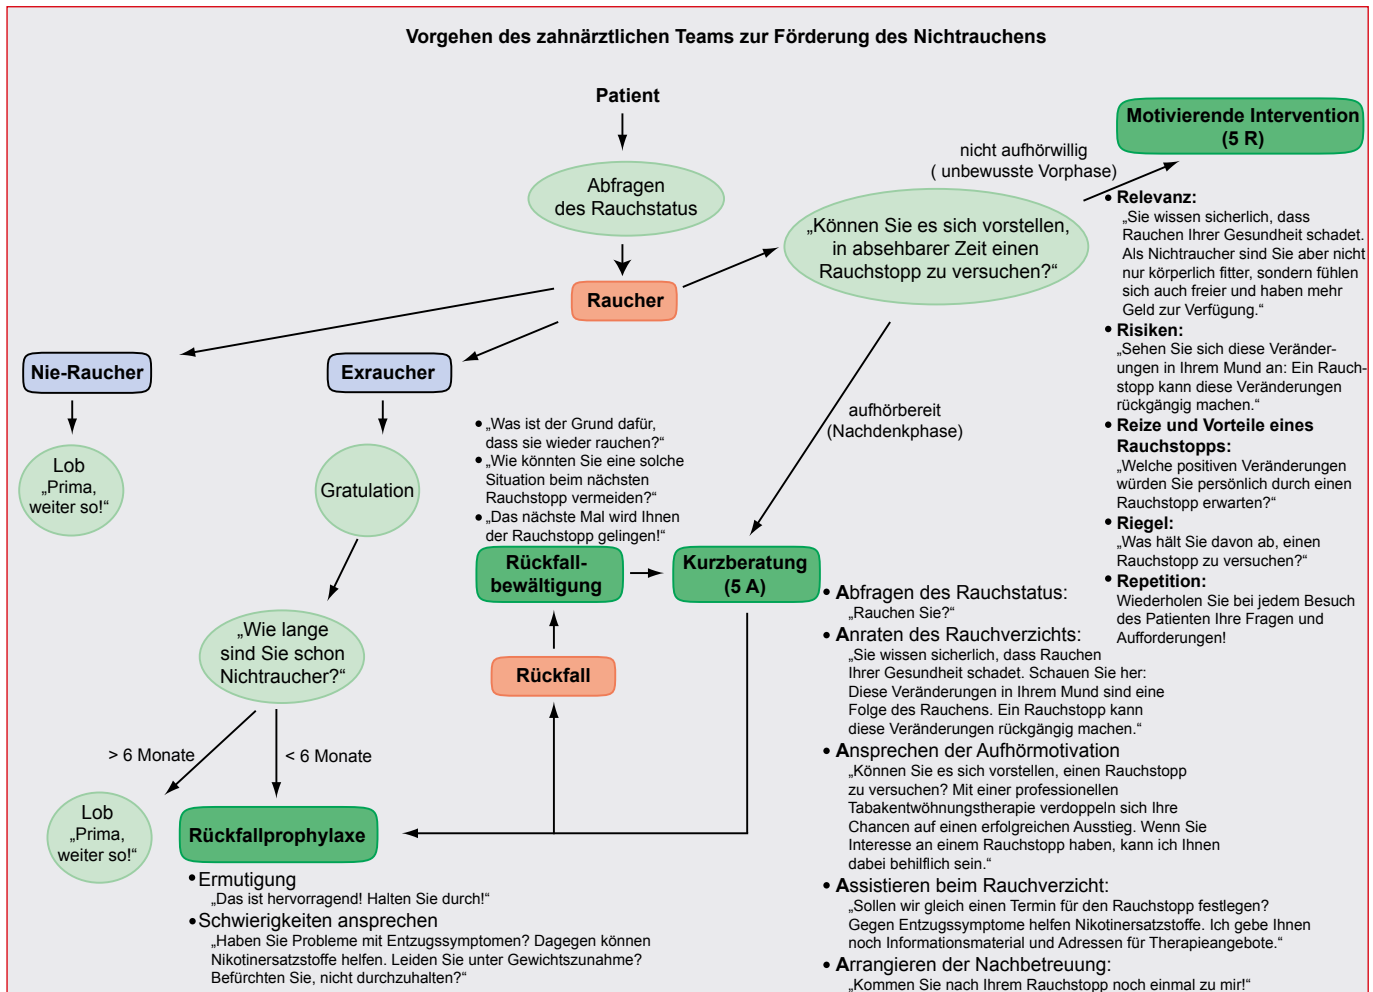 Vorgehen des zahnärztlichen Teams zur Förderung des Nichtrauchens
Patient
Abfragen
des Rauchstatus
Raucher
„Können Sie es sich vorstellen,
in absehbarer Zeit einen
Rauchstopp zu versuchen?“
nicht aufhörwillig
( unbewusste Vorphase)
Motivierende Intervention
(5 R)
• Relevanz:
„Sie wissen sicherlich, dass
Rauchen Ihrer Gesundheit schadet.
Als Nichtraucher sind Sie aber nicht
nur körperlich fitter, sondern fühlen
sich auch freier und haben mehr
Geld zur Verfügung.“
• Risiken:
„Sehen Sie sich diese Veränder-
ungen in Ihrem Mund an: Ein Rauch-
stopp kann diese Veränderungen
rückgängig machen.“
• Reize und Vorteile eines
Rauchstopps:
„Welche positiven Veränderungen
würden Sie persönlich durch einen
Rauchstopp erwarten?“
• Riegel:
„Was hält Sie davon ab, einen
Rauchstopp zu versuchen?“
• Repetition:
Wiederholen Sie bei jedem Besuch
des Patienten Ihre Fragen und
Aufforderungen!
Nie-Raucher
Lob
„Prima,
weiter so!“
Exraucher
Gratulation
„Wie lange
sind Sie schon
Nichtraucher?“
> 6 Monate
< 6 Monate
Lob
„Prima,
weiter so!“
Rückfallprophylaxe
• Ermutigung
„Das ist hervorragend! Halten Sie durch!“
• Schwierigkeiten ansprechen
„Haben Sie Probleme mit Entzugssymptomen? Dagegen können
Nikotinersatzstoffe helfen. Leiden Sie unter Gewichtszunahme?
Befürchten Sie, nicht durchzuhalten?“
• „Was ist der Grund dafür,
dass sie wieder rauchen?“
• „Wie könnten Sie eine solche
Situation beim nächsten
Rauchstopp vermeiden?“
• „Das nächste Mal wird Ihnen
der Rauchstopp gelingen!“
Rückfall-
bewältigung
Rückfall
aufhörbereit
(Nachdenkphase)
Kurzberatung
(5 A)
• Abfragen des Rauchstatus:
„Rauchen Sie?“
• Anraten des Rauchverzichts:
„Sie wissen sicherlich, dass Rauchen
Ihrer Gesundheit schadet. Schauen Sie her:
Diese Veränderungen in Ihrem Mund sind eine
Folge des Rauchens. Ein Rauchstopp kann
diese Veränderungen rückgängig machen.“
• Ansprechen der Aufhörmotivation
„Können Sie es sich vorstellen, einen Rauchstopp
zu versuchen? Mit einer professionellen
Tabakentwöhnungstherapie verdoppeln sich Ihre
Chancen auf einen erfolgreichen Ausstieg. Wenn Sie
Interesse an einem Rauchstopp haben, kann ich Ihnen
dabei behilflich sein.“
• Assistieren beim Rauchverzicht:
„Sollen wir gleich einen Termin für den Rauchstopp festlegen?
Gegen Entzugssymptome helfen Nikotinersatzstoffe. Ich gebe Ihnen
noch Informationsmaterial und Adressen für Therapieangebote.“
• Arrangieren der Nachbetreuung:
„Kommen Sie nach Ihrem Rauchstopp noch einmal zu mir!“